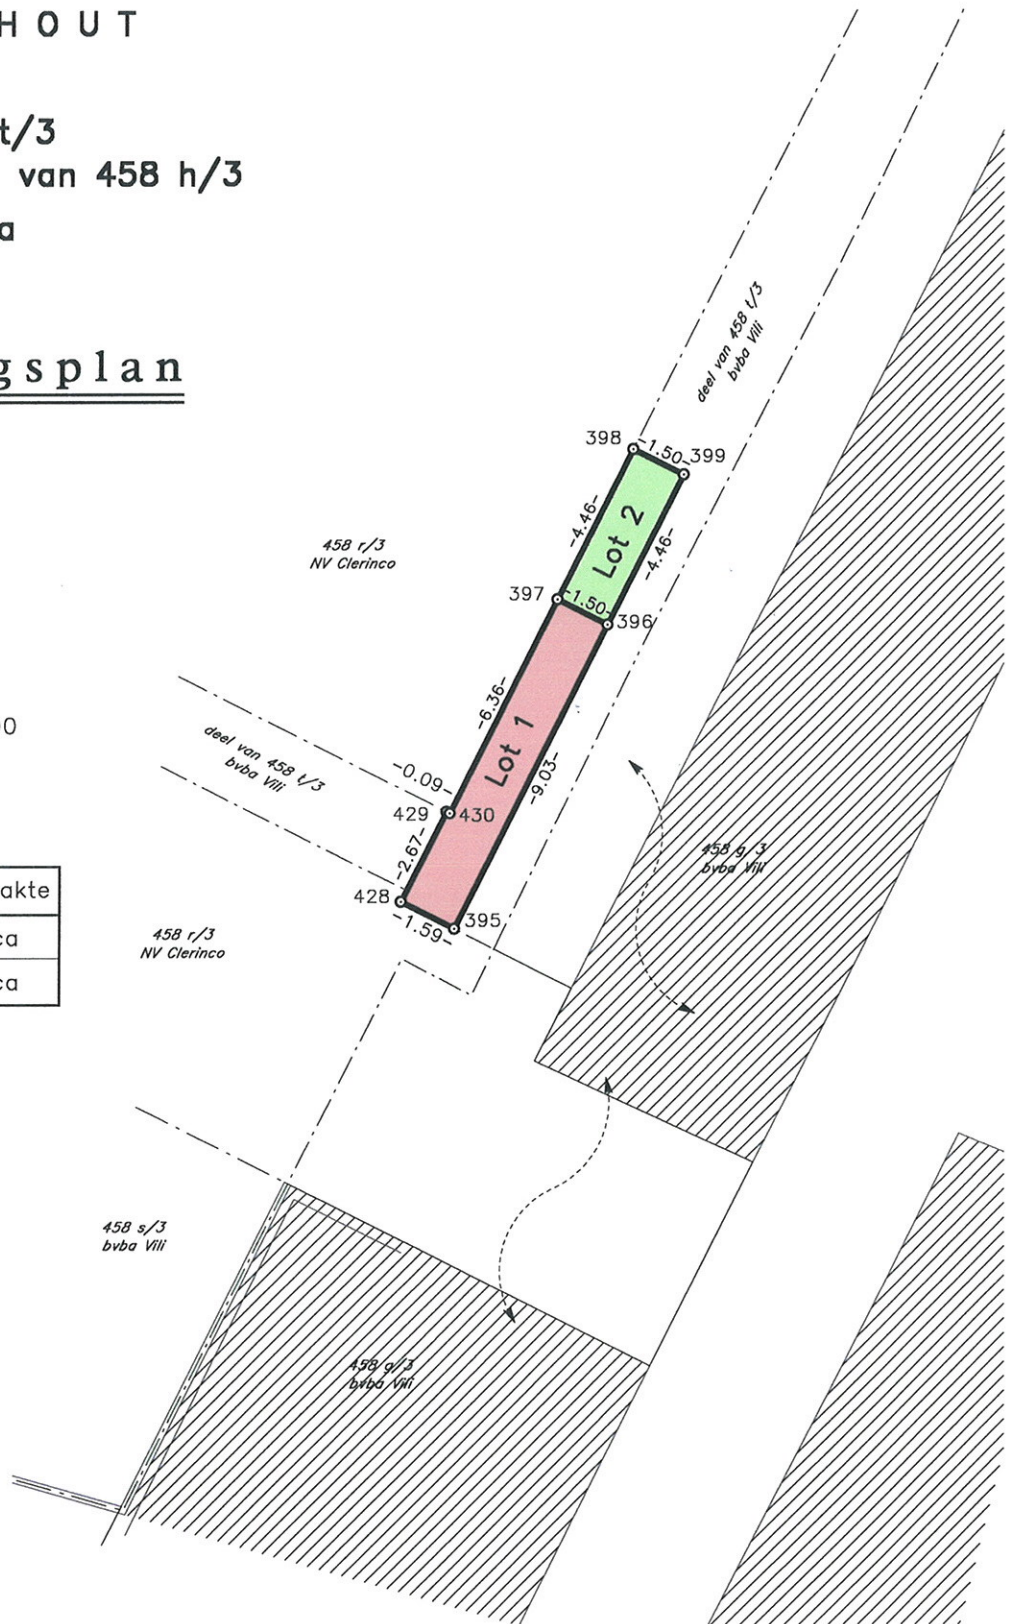 HOUT
t/3
van 458 h/3
a
gsplan
deel van 458 t/3
bvba Vili
398
-1.50-
399
-4.46-
Lot 2
-4.46-
458 r/3
NV Clerinco
397
-1.50-
396
-6.36-
Lot 1
-9.03-
00
deel van 458 t/3
bvba Vili
-0.09-
429
430
-2.67-
458 g/3
bvba Vili
akte
428
395
-1.59-
ca
458 r/3
NV Clerinco
ca
458 s/3
bvba Vili
458 g/3
bvba Vili